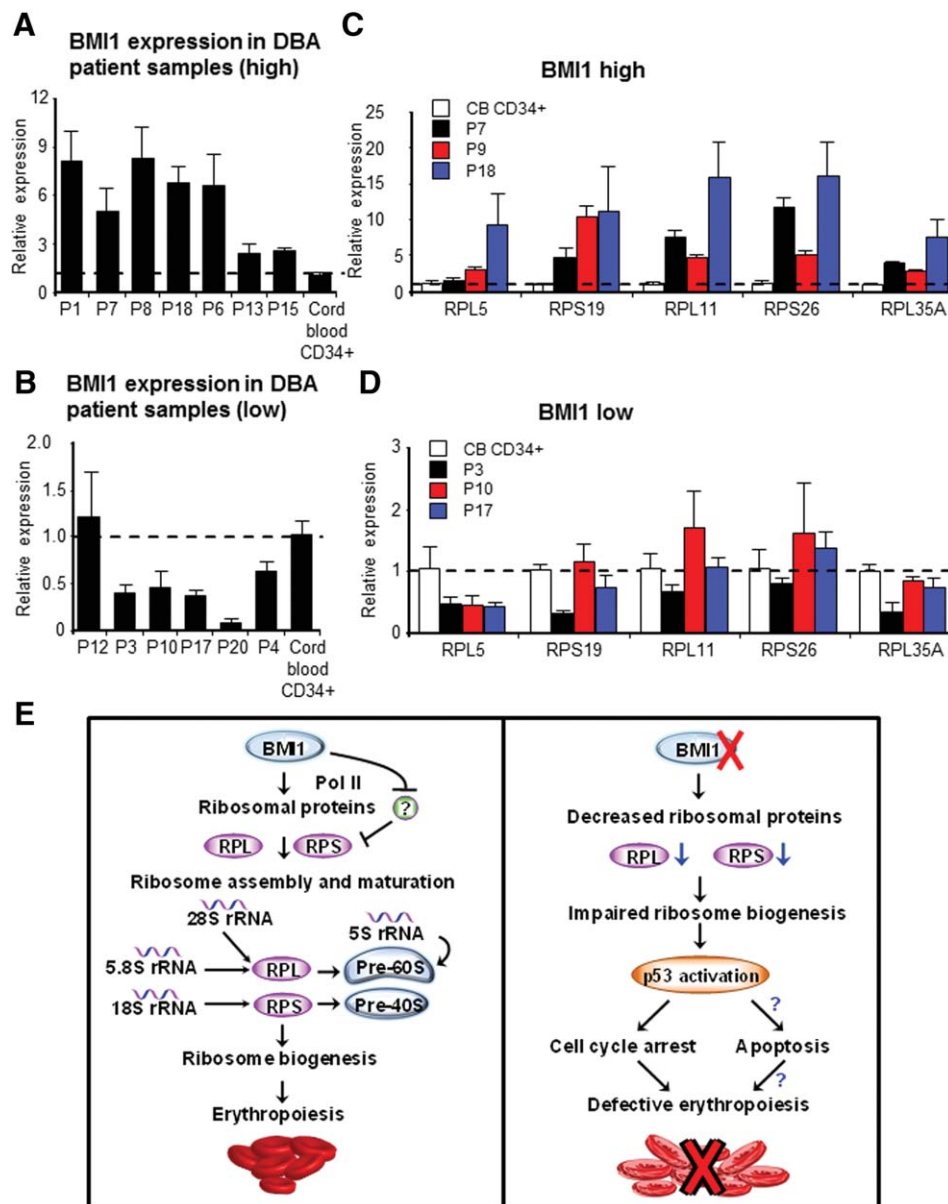 A
BMI1 expression in DBA
patient samples (high)
Relative expression
12
9
6
3
0
P1 P7 P8 P18 P6 P13 P15 Cord
blood
CD34+
B
BMI1 expression in DBA
patient samples (low)
Relative expression
2.0
1.5
1.0
0.5
0
P12 P3 P10 P17 P20 P4 Cord
blood
CD34+
C
BMI1 high
Relative expression
25
20
15
10
5
0
CB CD34+
P7
P9
P18
RPL5 RPS19 RPL11 RPS26 RPL35A
D
BMI1 low
Relative expression
3
2
1
0
CB CD34+
P3
P10
P17
RPL5 RPS19 RPL11 RPS26 RPL35A
E
BMI1
Pol II
Ribosomal proteins
?
RPL RPS
Ribosome assembly and maturation
28S rRNA
5S rRNA
5.8S rRNA
RPL
Pre-60S
18S rRNA
RPS
Pre-40S
Ribosome biogenesis
Erythropoiesis
BMI1
Decreased ribosomal proteins
RPL RPS
Impaired ribosome biogenesis
p53 activation
?
Cell cycle arrest Apoptosis
?
Defective erythropoiesis